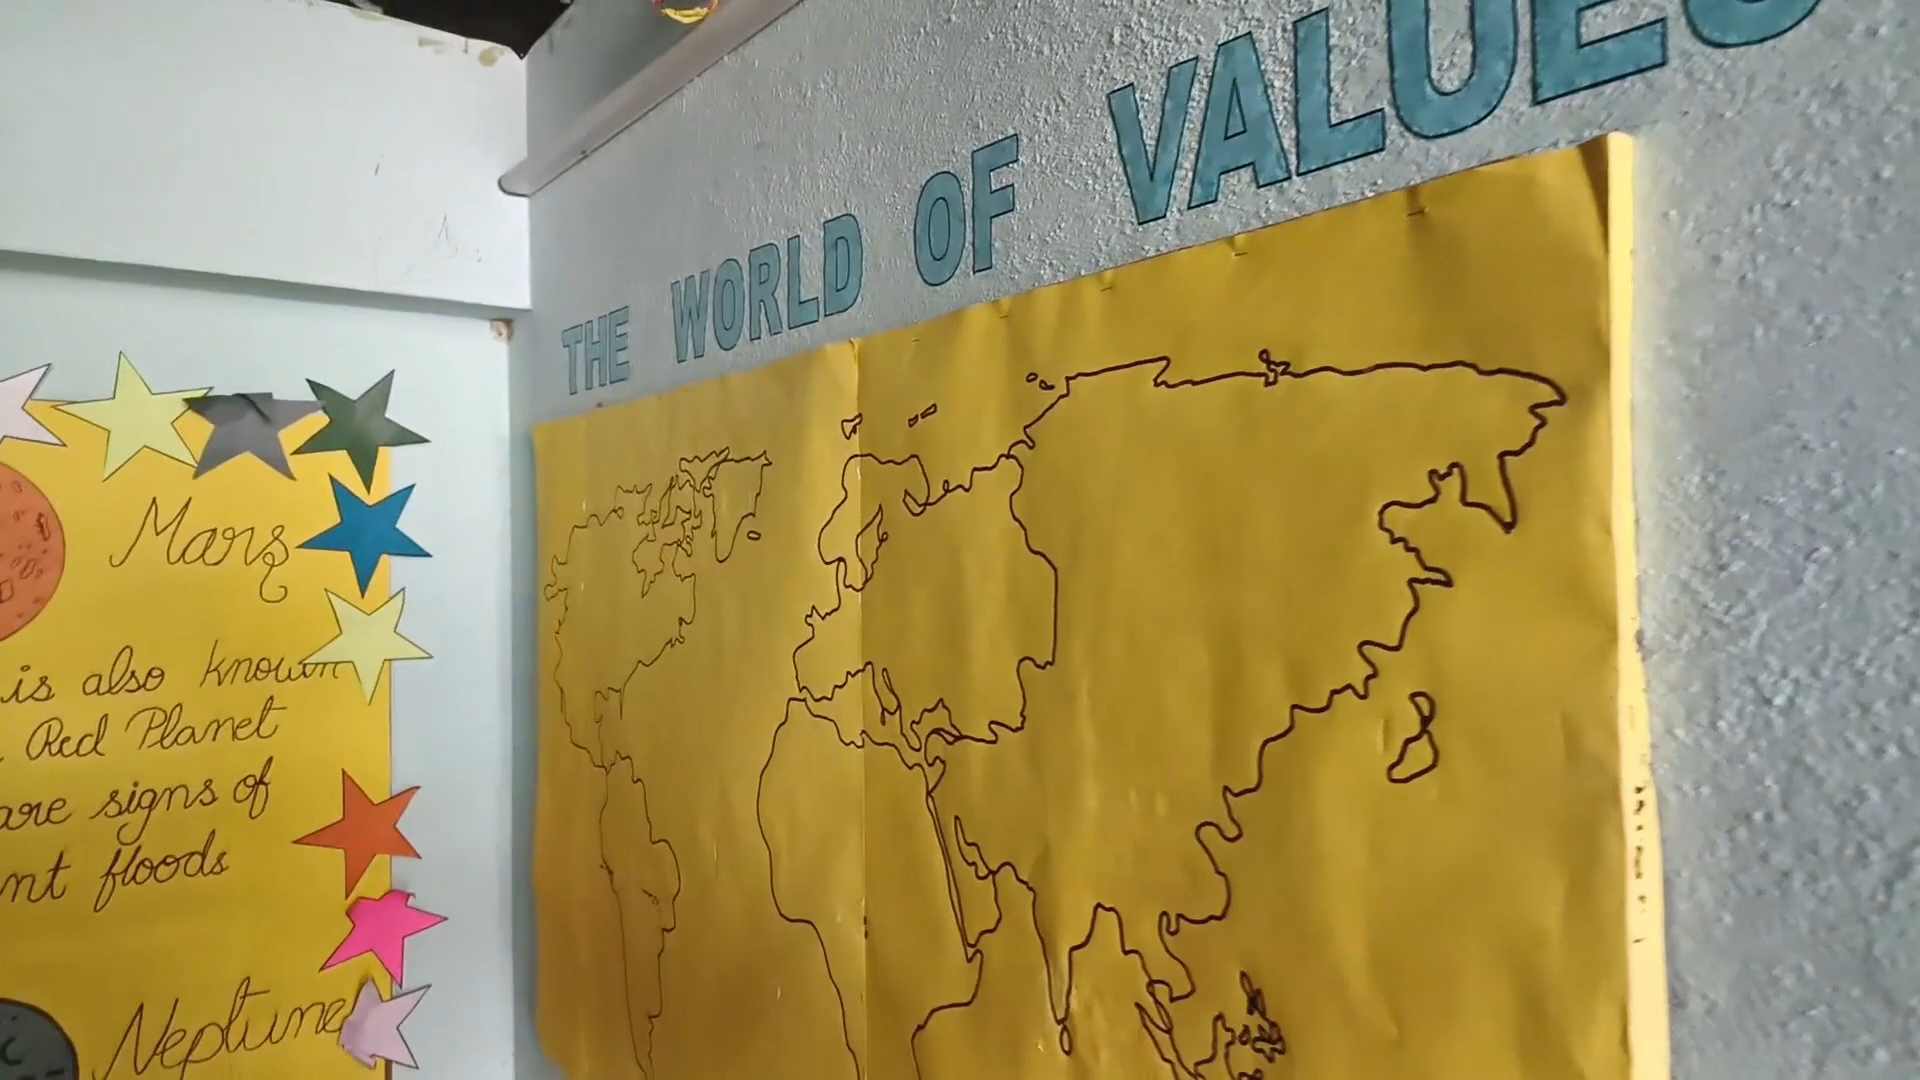 THE WORLD OF VALUES
Mars
is also known
Red Planet
are signs of
nt floods
Neptune